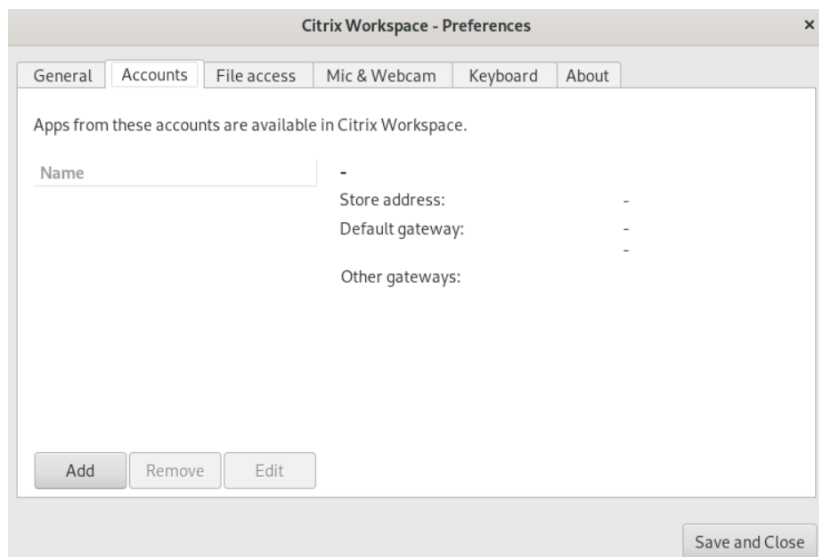 Citrix Workspace - Preferences ×
General Accounts File access Mic & Webcam Keyboard About
Apps from these accounts are available in Citrix Workspace.
Name -
Store address: -
Default gateway: -
-
Other gateways:
Add Remove Edit
Save and Close